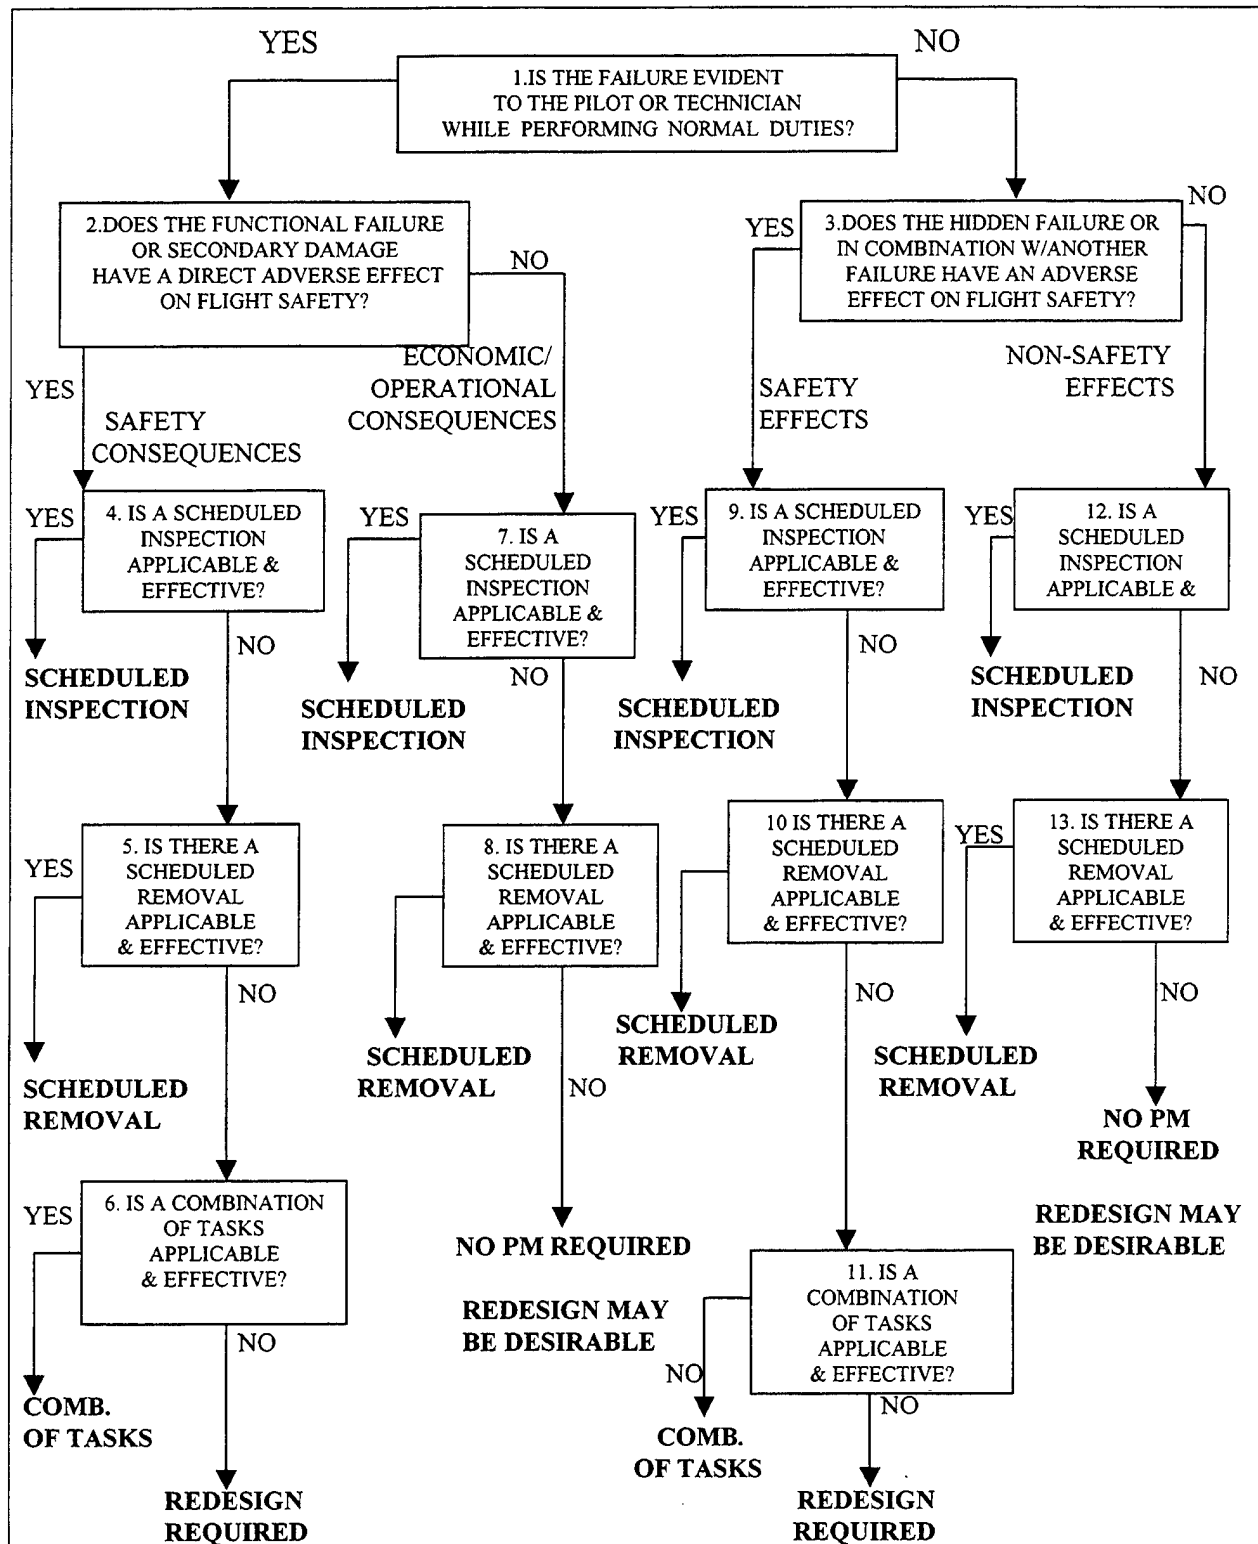 YES
NO
1.IS THE FAILURE EVIDENT
TO THE PILOT OR TECHNICIAN
WHILE PERFORMING NORMAL DUTIES?
2.DOES THE FUNCTIONAL FAILURE
OR SECONDARY DAMAGE
HAVE A DIRECT ADVERSE EFFECT
ON FLIGHT SAFETY?
NO
YES
3.DOES THE HIDDEN FAILURE OR
IN COMBINATION W/ANOTHER
FAILURE HAVE AN ADVERSE
EFFECT ON FLIGHT SAFETY?
NO
YES
SAFETY
CONSEQUENCES
ECONOMIC/
OPERATIONAL
CONSEQUENCES
SAFETY
EFFECTS
NON-SAFETY
EFFECTS
YES
4. IS A SCHEDULED
INSPECTION
APPLICABLE &
EFFECTIVE?
NO
SCHEDULED
INSPECTION
YES
7. IS A
SCHEDULED
INSPECTION
APPLICABLE &
EFFECTIVE?
NO
SCHEDULED
INSPECTION
YES
9. IS A SCHEDULED
INSPECTION
APPLICABLE &
EFFECTIVE?
NO
SCHEDULED
INSPECTION
YES
12. IS A
SCHEDULED
INSPECTION
APPLICABLE &
NO
SCHEDULED
INSPECTION
YES
5. IS THERE A
SCHEDULED
REMOVAL
APPLICABLE
& EFFECTIVE?
NO
SCHEDULED
REMOVAL
8. IS THERE A
SCHEDULED
REMOVAL
APPLICABLE
& EFFECTIVE?
SCHEDULED
REMOVAL
NO
10 IS THERE A
SCHEDULED
REMOVAL
APPLICABLE
& EFFECTIVE?
NO
SCHEDULED
REMOVAL
YES
13. IS THERE A
SCHEDULED
REMOVAL
APPLICABLE
& EFFECTIVE?
NO
SCHEDULED
REMOVAL
NO PM
REQUIRED
REDESIGN MAY
BE DESIRABLE
YES
6. IS A COMBINATION
OF TASKS
APPLICABLE
& EFFECTIVE?
NO
COMB.
OF TASKS
REDESIGN
REQUIRED
NO PM REQUIRED
REDESIGN MAY
BE DESIRABLE
11. IS A
COMBINATION
OF TASKS
APPLICABLE
& EFFECTIVE?
NO
NO
COMB.
OF TASKS
REDESIGN
REQUIRED